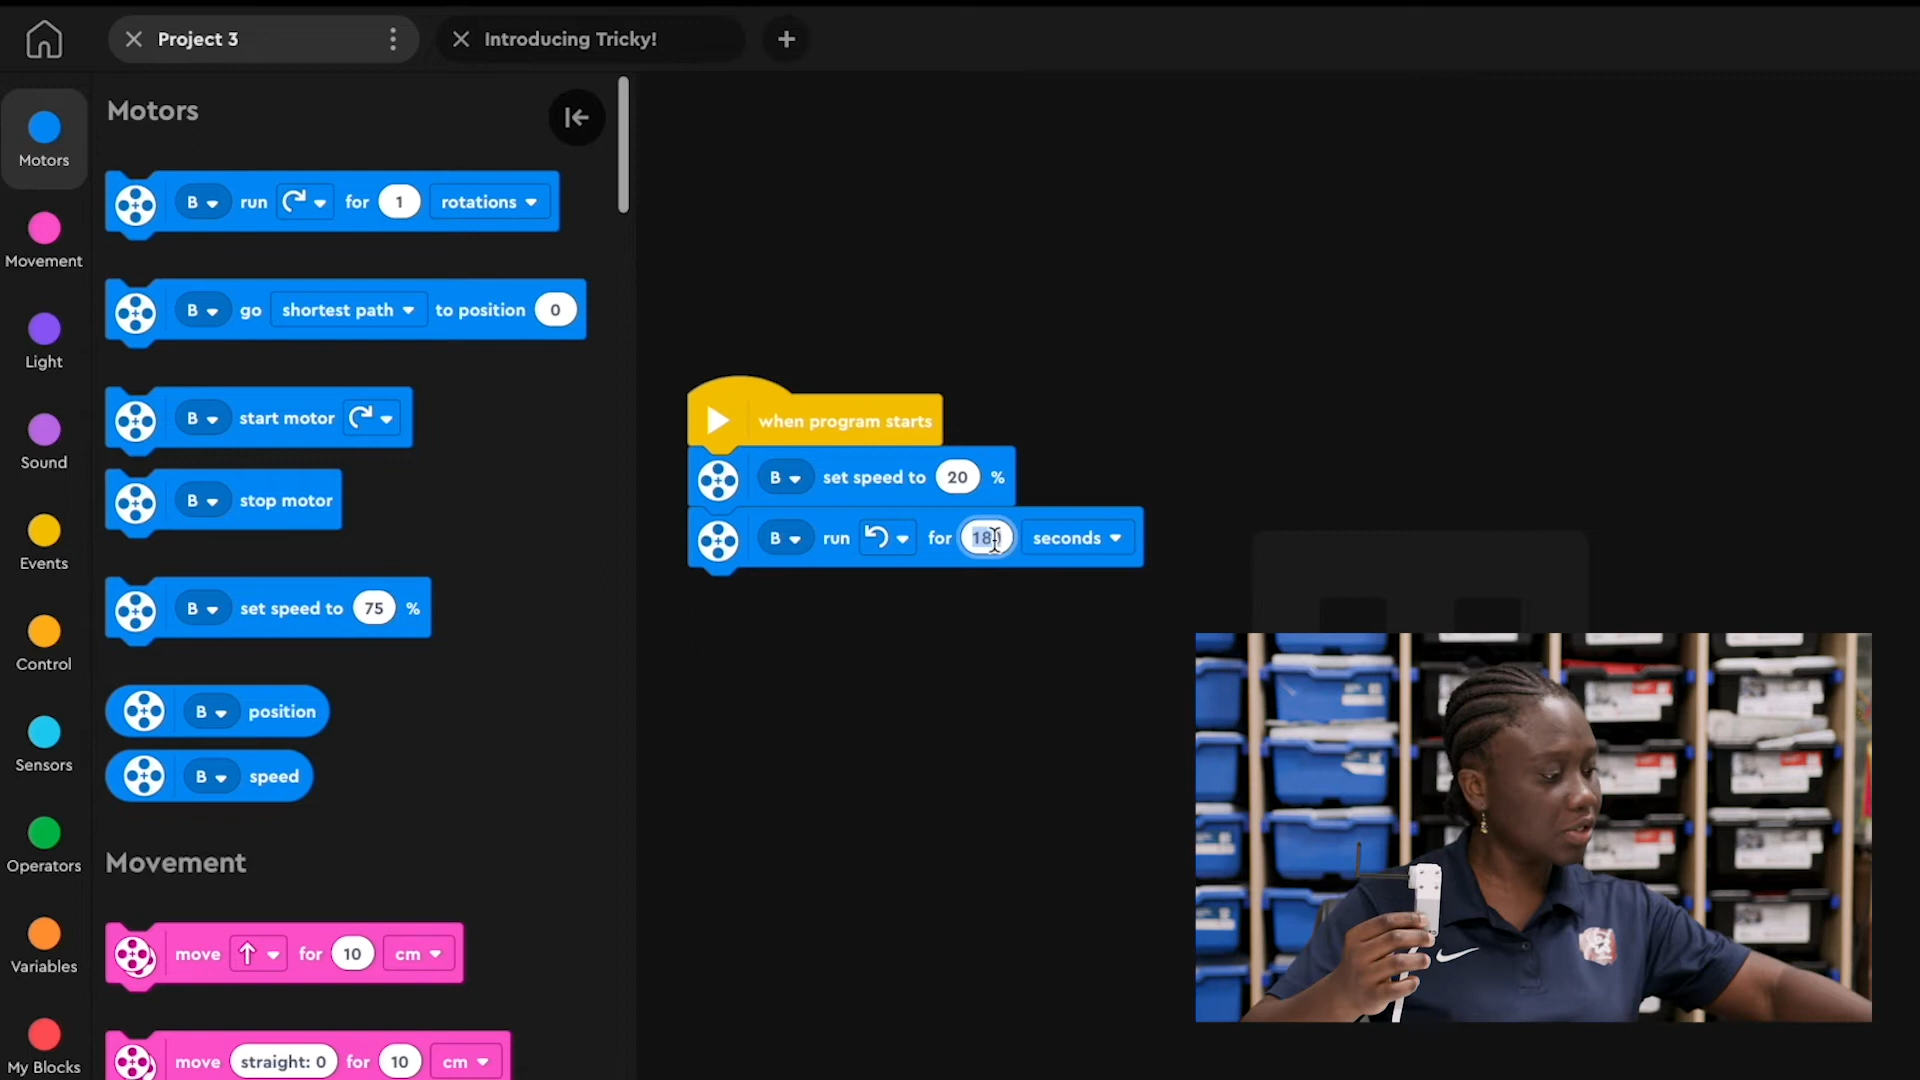 Project 3
Introducing Tricky!
Motors
Movement
Light
Sound
Events
Control
Sensors
Operators
Variables
My Blocks
Motors
B run for 1 rotations
B go shortest path to position 0
B start motor
B stop motor
B set speed to 75 %
B position
B speed
Movement
move for 10 cm
move straight: 0 for 10 cm
when program starts
B set speed to 20 %
B run for 180 seconds